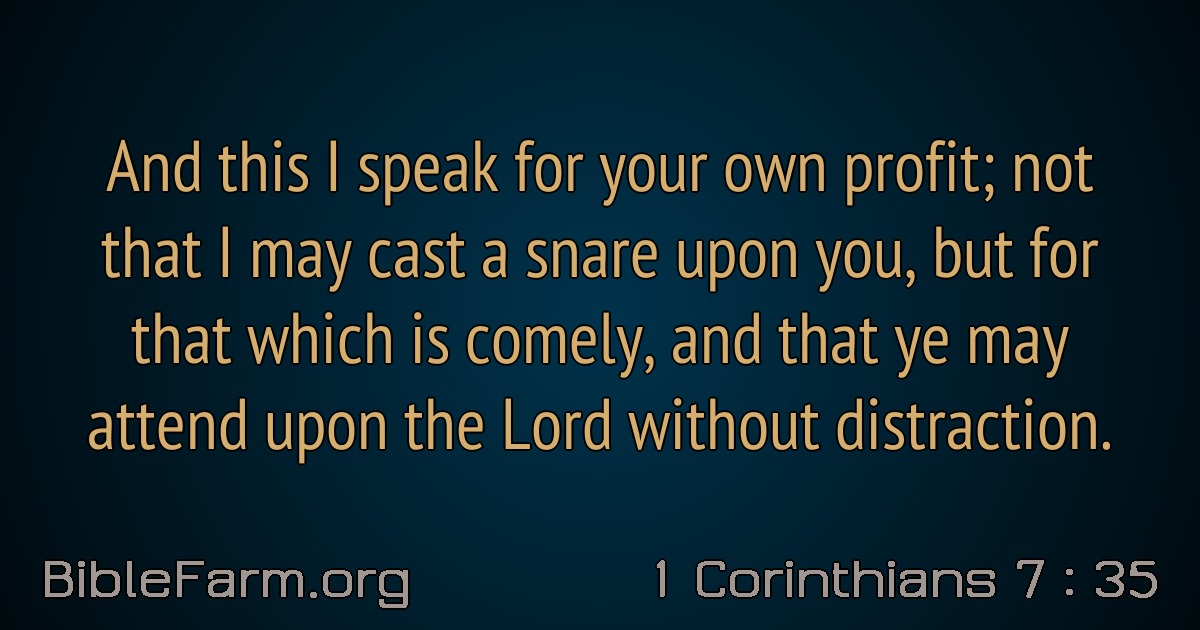 And this I speak for your own profit; not
that I may cast a snare upon you, but for
that which is comely, and that ye may
attend upon the Lord without distraction.
BibleFarm.org
1 Corinthians 7 : 35